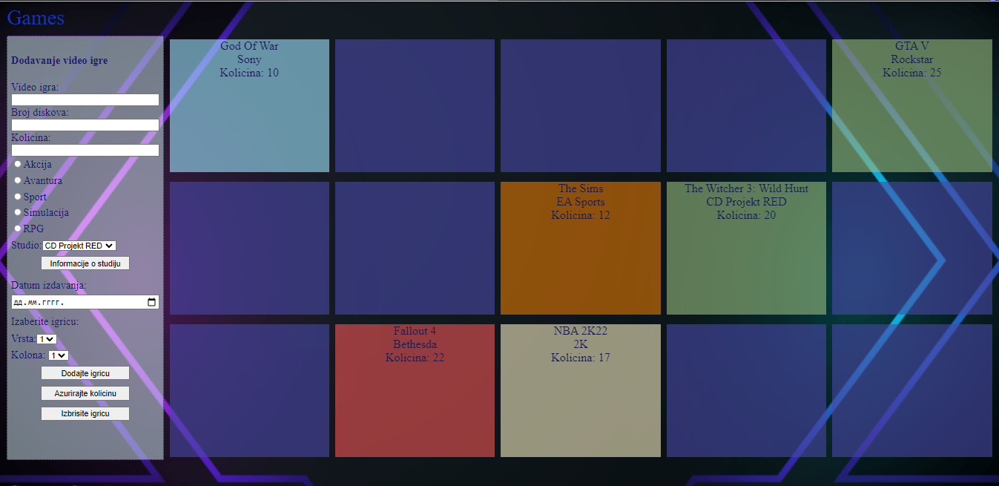 Games
Dodavanje video igre
Video igra:
Broj diskova:
Kolicina:
Akcija
Avantura
Sport
Simulacija
RPG
Studio: CD Projekt RED
Informacije o studiju
Datum izdavanja:
дд.мм.гггг.
Izaberite igricu:
Vrsta: 1
Kolona: 1
Dodajte igricu
Azurirajte kolicinu
Izbrisite igricu
God Of War
Sony
Kolicina: 10
GTA V
Rockstar
Kolicina: 25
The Sims
EA Sports
Kolicina: 12
The Witcher 3: Wild Hunt
CD Projekt RED
Kolicina: 20
Fallout 4
Bethesda
Kolicina: 22
NBA 2K22
2K
Kolicina: 17